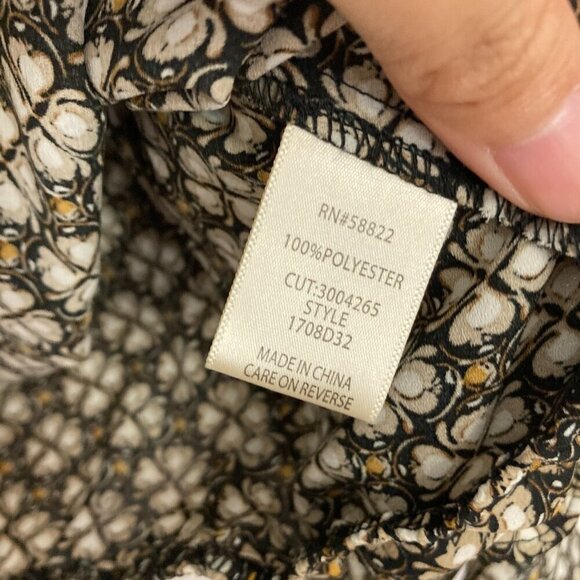 RN#58822
100%POLYESTER
CUT:3004265
STYLE
1708D32
MADE IN CHINA
CARE ON REVERSE